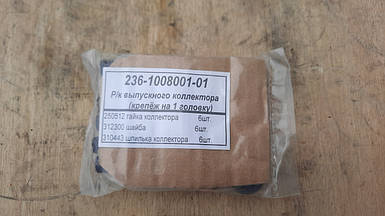 236-1008001-01
Р/к выпускного коллектора
(крепёж на 1 головку)
250512 гайка коллектора 6шт.
312300 шайба 6шт.
310443 шпилька коллектора 6шт.